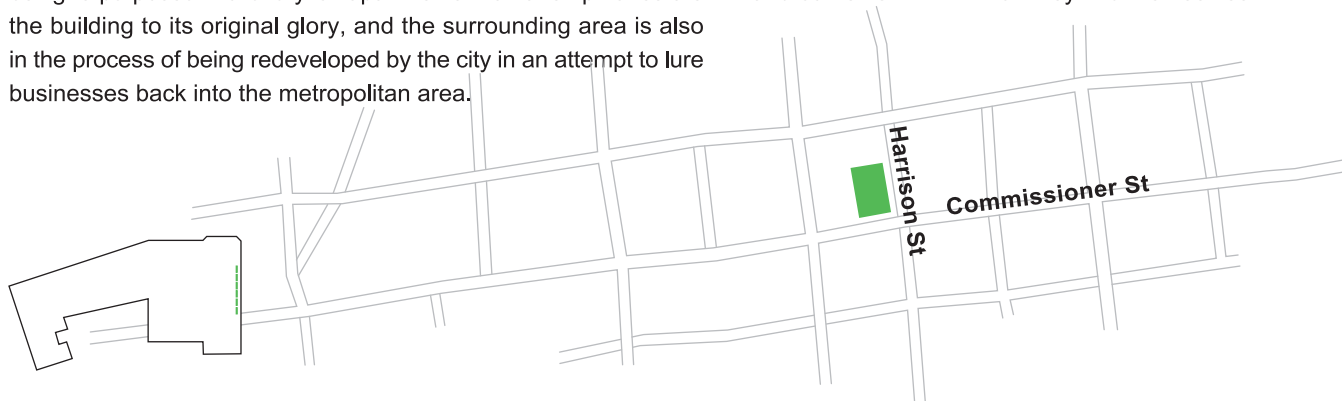 the building to its original glory, and the surrounding area is also
in the process of being redeveloped by the city in an attempt to lure
businesses back into the metropolitan area.
Harrison St
Commissioner St